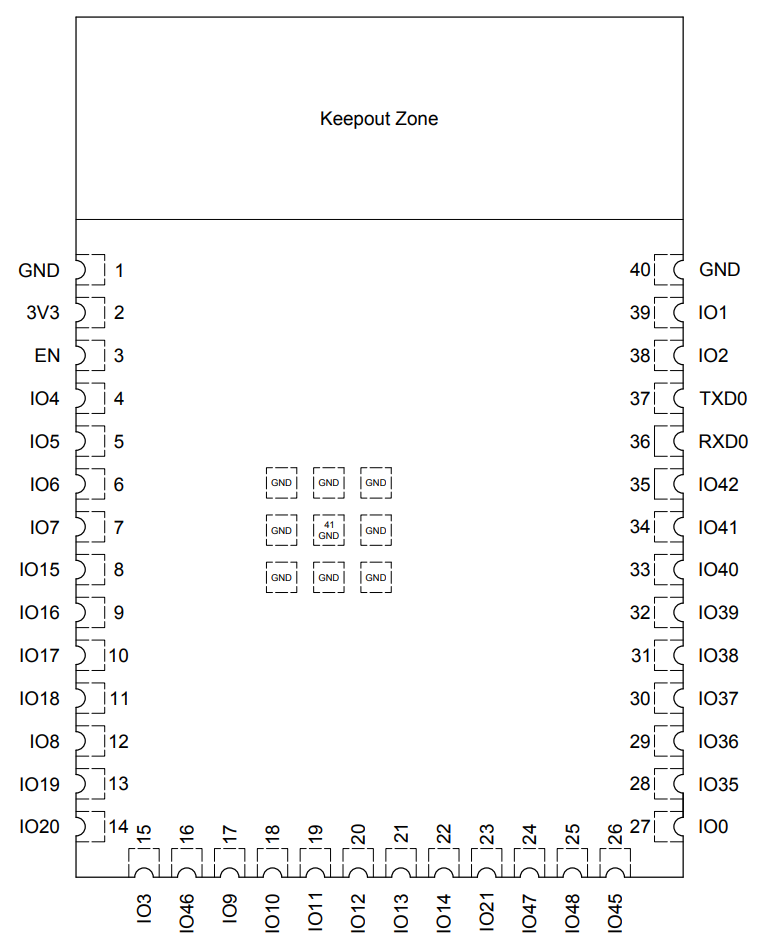 Keepout Zone
GND 1 40 GND
3V3 2 39 IO1
EN 3 38 IO2
IO4 4 37 TXD0
IO5 5 36 RXD0
IO6 6 GND GND GND 35 IO42
IO7 7 GND 41 GND GND 34 IO41
IO15 8 GND GND GND 33 IO40
IO16 9 32 IO39
IO17 10 31 IO38
IO18 11 30 IO37
IO8 12 29 IO36
IO19 13 28 IO35
IO20 14 27 IO0
15 16 17 18 19 20 21 22 23 24 25 26
IO3 IO46 IO9 IO10 IO11 IO12 IO13 IO14 IO21 IO47 IO48 IO45